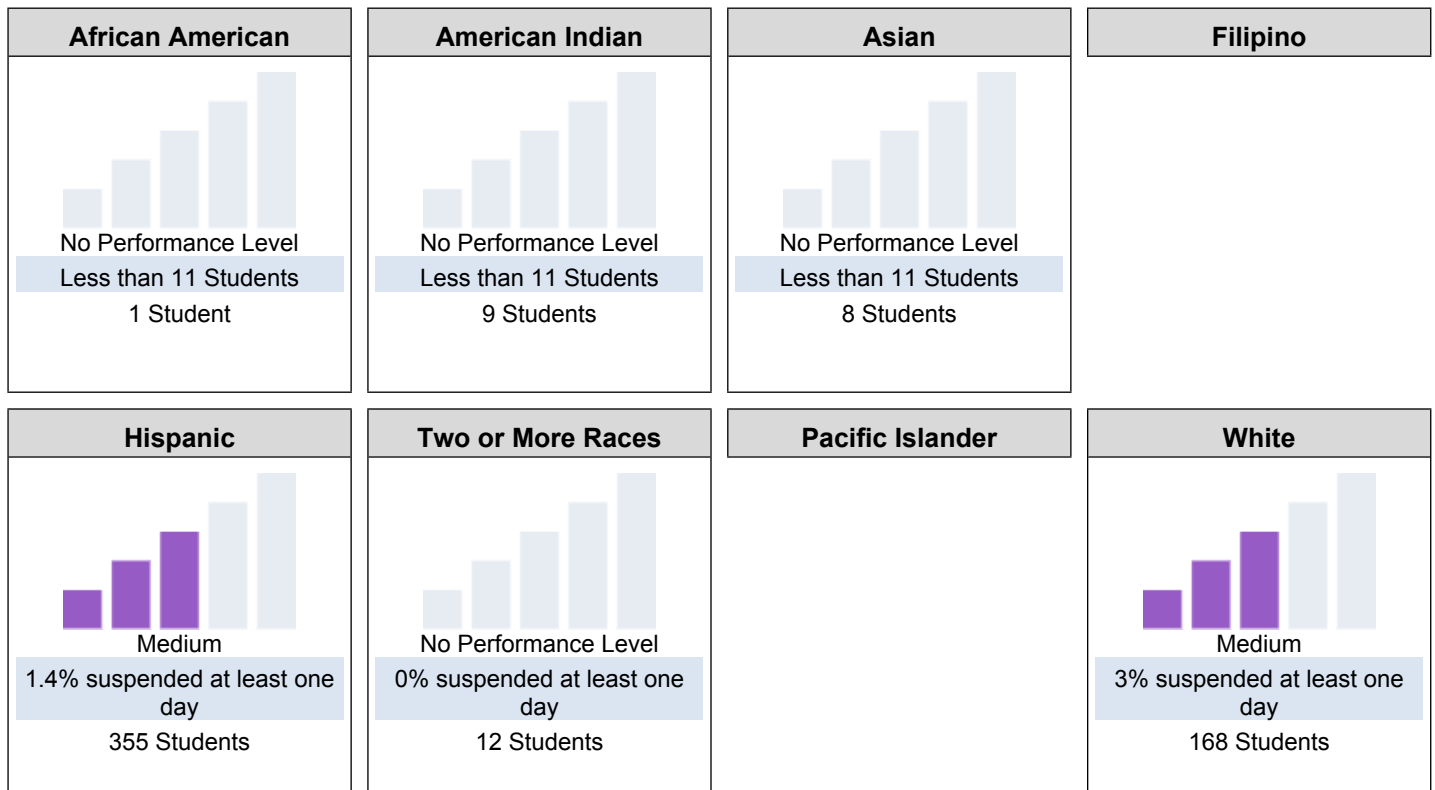 African American
No Performance Level
Less than 11 Students
1 Student
American Indian
No Performance Level
Less than 11 Students
9 Students
Asian
No Performance Level
Less than 11 Students
8 Students
Filipino
Hispanic
Medium
1.4% suspended at least one
day
355 Students
Two or More Races
No Performance Level
0% suspended at least one
day
12 Students
Pacific Islander
White
Medium
3% suspended at least one
day
168 Students